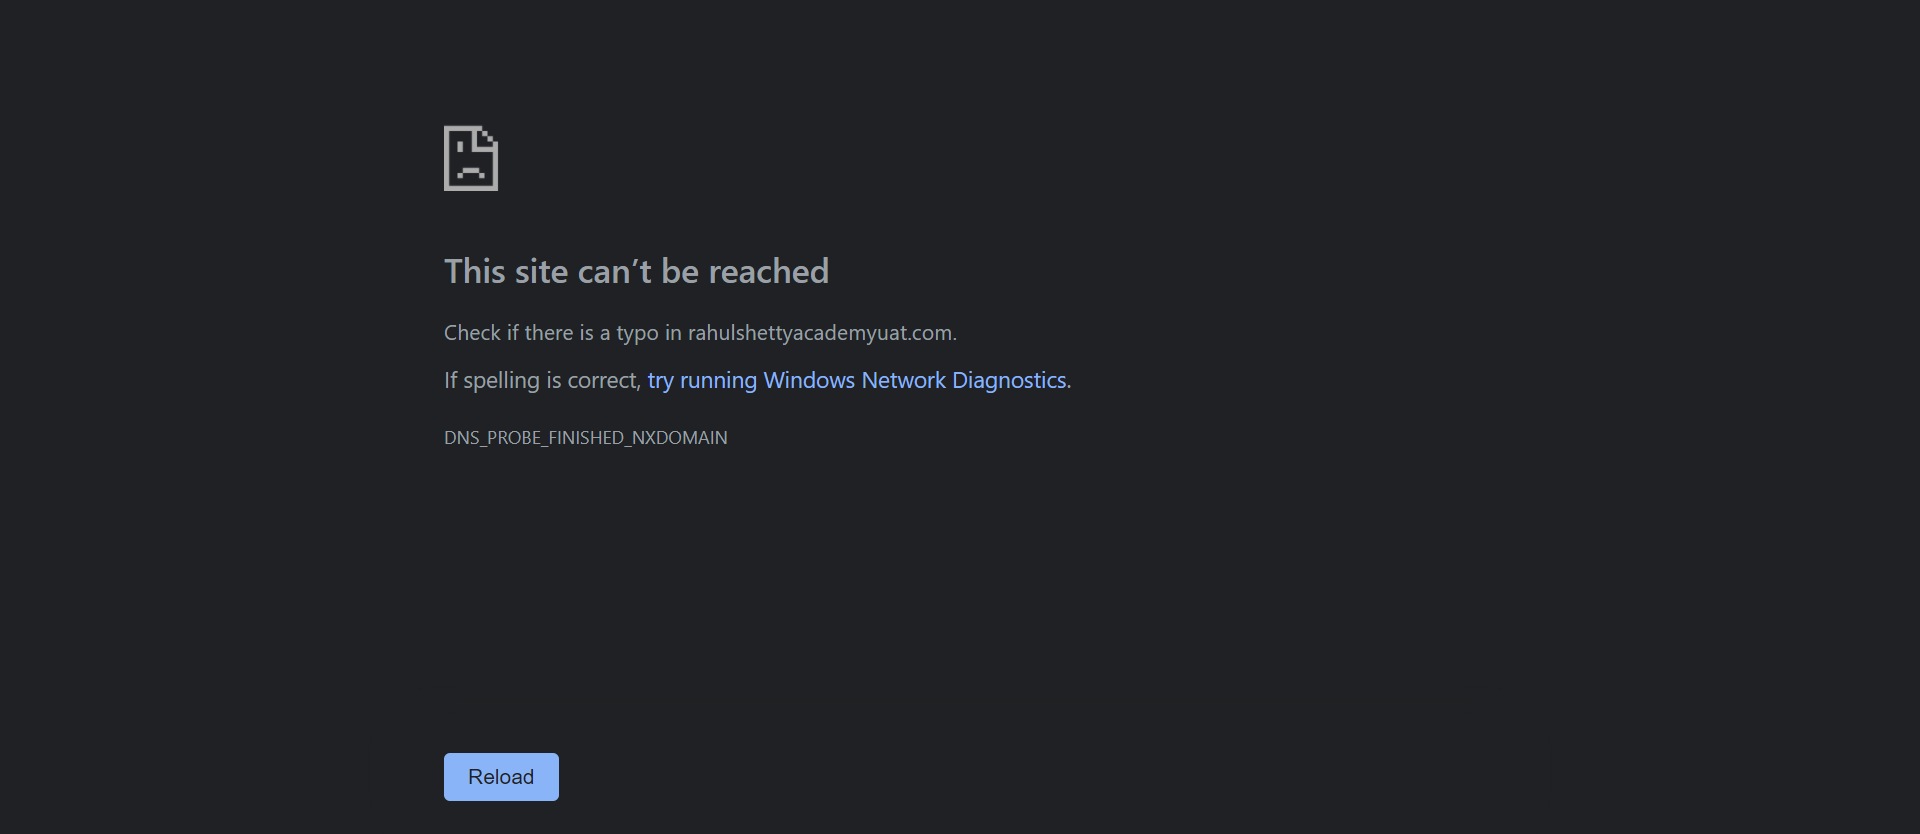 This site can’t be reached
Check if there is a typo in rahulshettyacademyuat.com.
If spelling is correct, try running Windows Network Diagnostics.
DNS_PROBE_FINISHED_NXDOMAIN
Reload